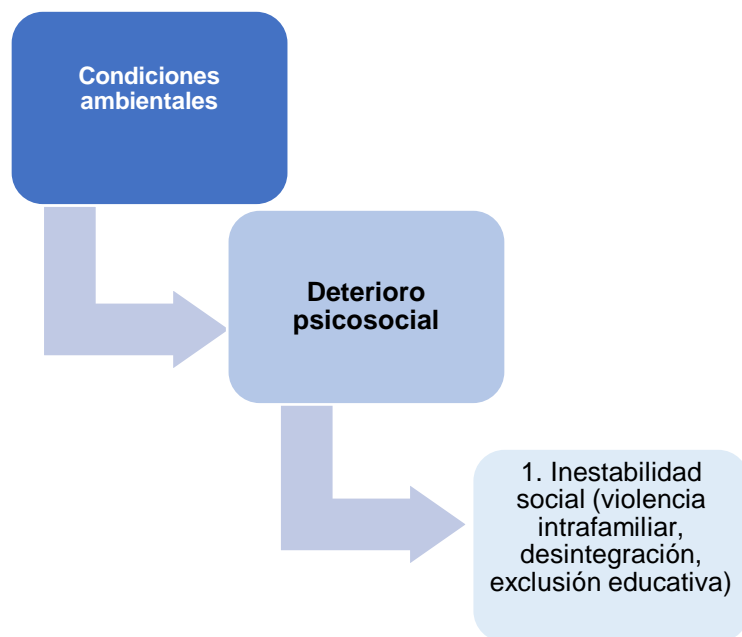 Condiciones
ambientales
Deterioro
psicosocial
1. Inestabilidad
social (violencia
intrafamiliar,
desintegración,
exclusión educativa)